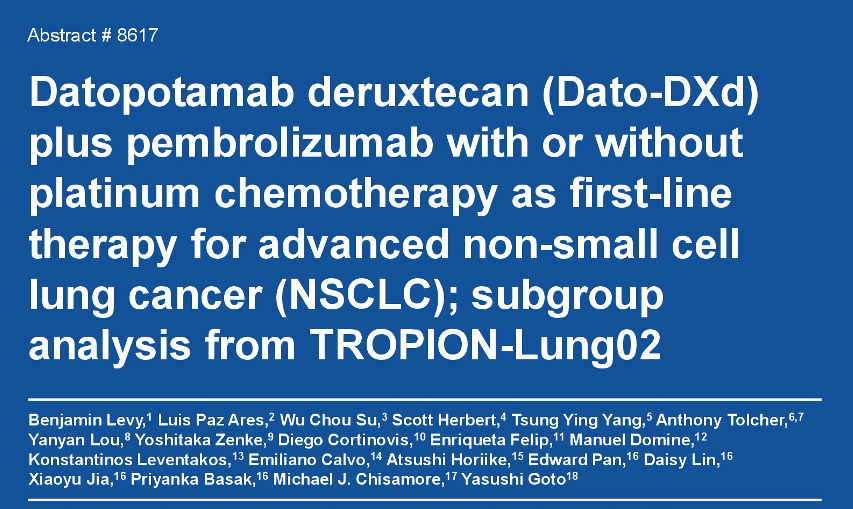 Abstract # 8617
Datopotamab deruxtecan (Dato-DXd)
plus pembrolizumab with or without
platinum chemotherapy as first-line
therapy for advanced non-small cell
lung cancer (NSCLC); subgroup
analysis from TROPION-Lung02
Benjamin Levy,¹ Luis Paz Ares,² Wu Chou Su,³ Scott Herbert,⁴ Tsung Ying Yang,⁵ Anthony Tolcher,⁶,⁷
Yanyan Lou,⁸ Yoshitaka Zenke,⁹ Diego Cortinovis,¹⁰ Enriqueta Felip,¹¹ Manuel Domine,¹²
Konstantinos Leventakos,¹³ Emiliano Calvo,¹⁴ Atsushi Horiike,¹⁵ Edward Pan,¹⁶ Daisy Lin,¹⁶
Xiaoyu Jia,¹⁶ Priyanka Basak,¹⁶ Michael J. Chisamore,¹⁷ Yasushi Goto¹⁸